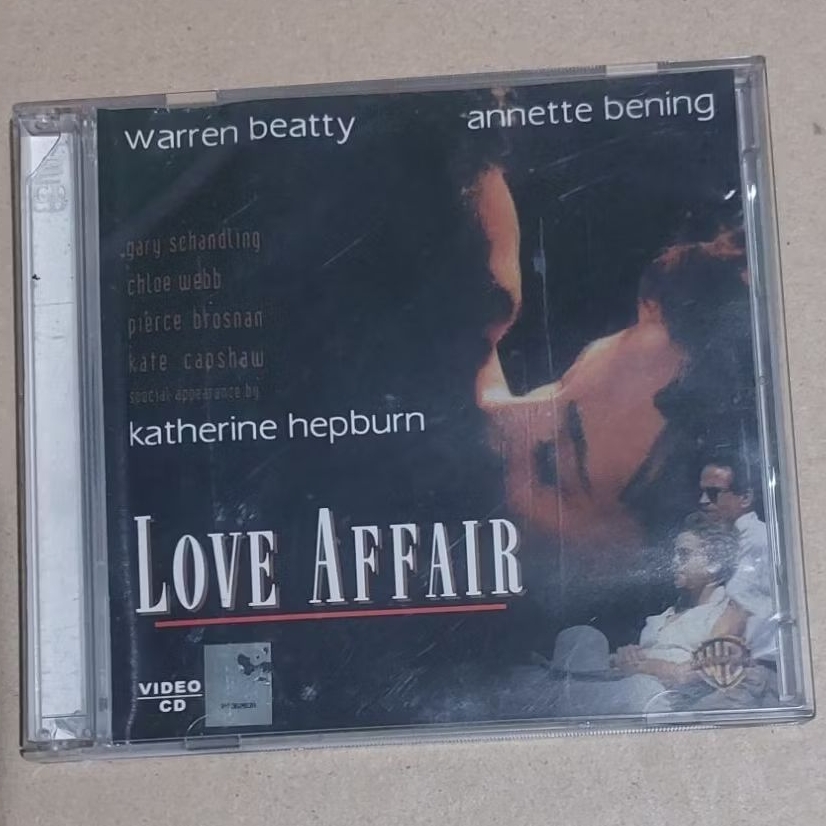 warren beatty
annette bening
gary schandling
chloe webb
pierce brosnan
kate capshaw
special appearance by
katherine hepburn
LOVE AFFAIR
VIDEO
CD